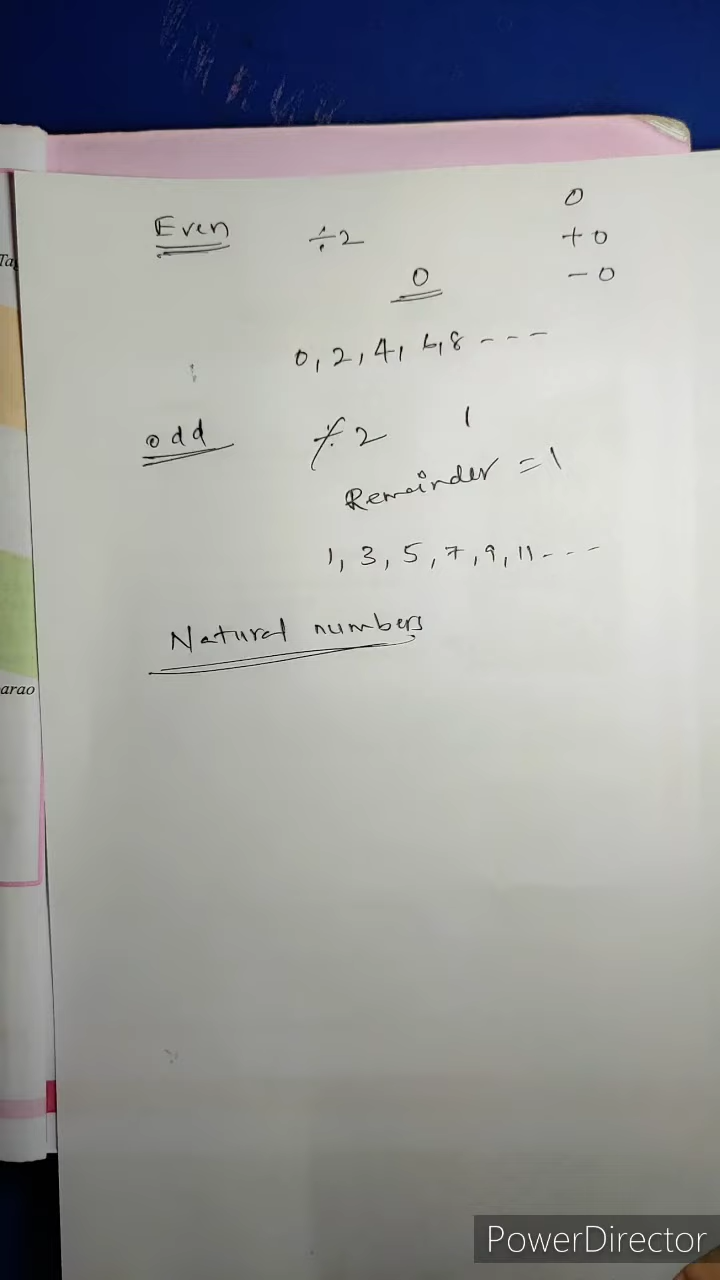 0
Even ÷2 +0
0 -0
0, 2, 4, 6, 8 - - -
odd ÷2 1
Remainder = 1
1, 3, 5, 7, 9, 11 - - -
Natural numbers
arao
PowerDirector